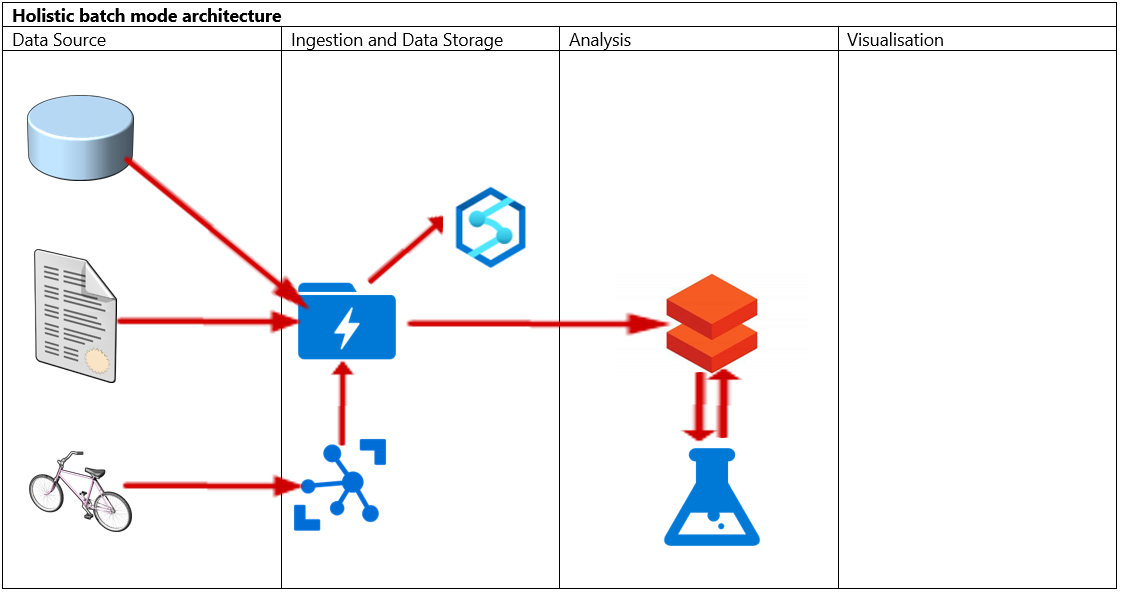 Holistic batch mode architecture
Data Source
Ingestion and Data Storage
Analysis
Visualisation